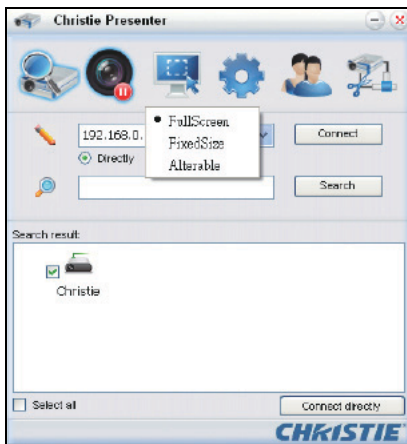 Christie Presenter
FullScreen
192.168.0. Connect
FixedSize
Directly
Alterable
Search
Search result:
Christie
Select all Connect directly
CHRISTIE